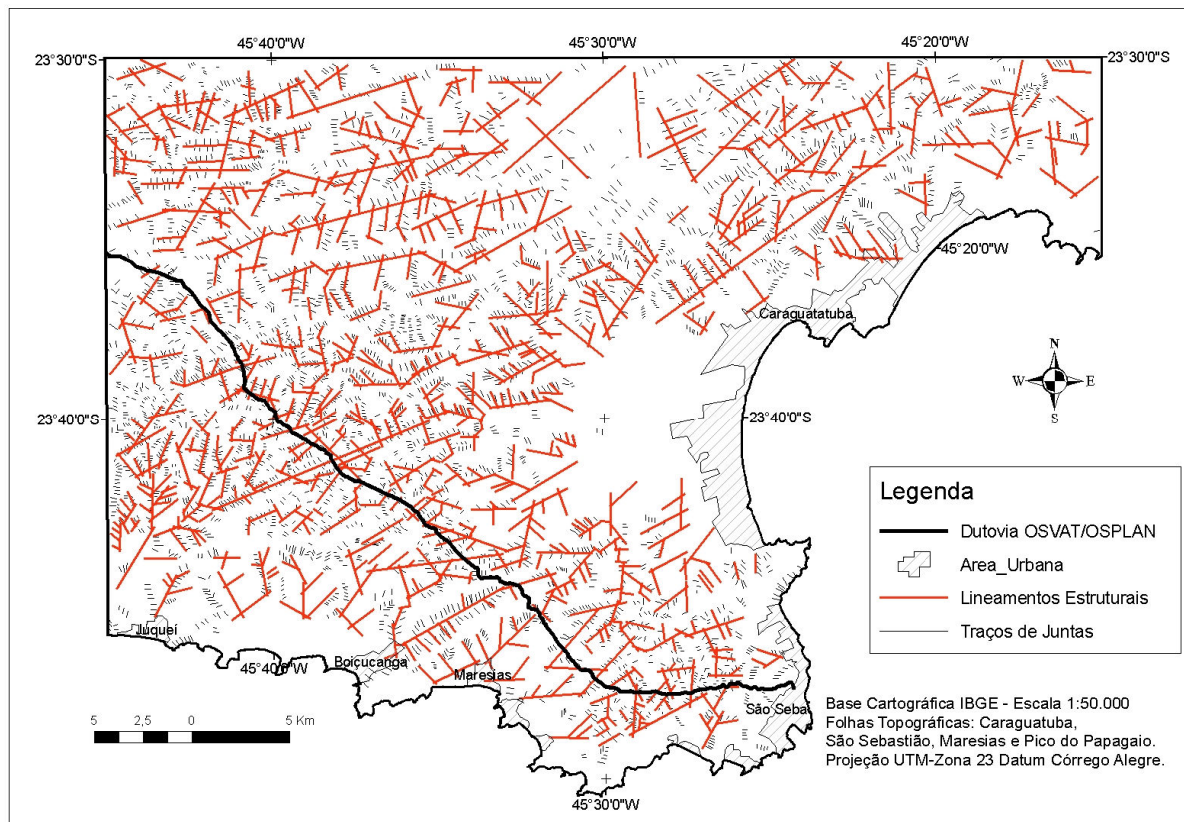 45°40'0"W
45°30'0"W
45°20'0"W
23°30'0"S
23°30'0"S
45°20'0"W
Caraguatatuba
N
W E
S
23°40'0"S
23°40'0"S
Legenda
Dutovia OSVAT/OSPLAN
Area_Urbana
Lineamentos Estruturais
Traços de Juntas
Juqueí
45°40'0"W
Boiçucanga
Maresias
São Seba
5 2,5 0 5 Km
Base Cartográfica IBGE - Escala 1:50.000
Folhas Topográficas: Caraguatuba,
São Sebastião, Maresias e Pico do Papagaio.
Projeção UTM-Zona 23 Datum Córrego Alegre.
45°30'0"W